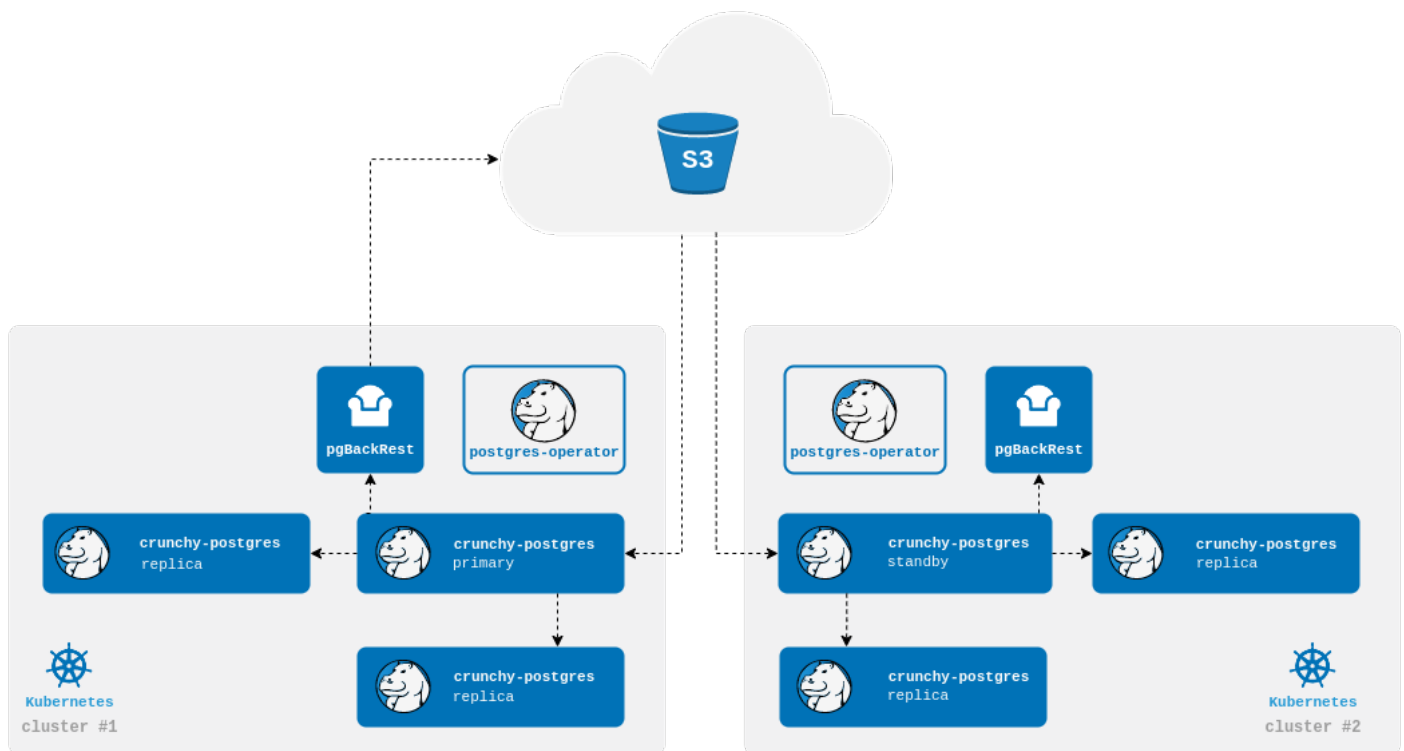 S3
pgBackRest
postgres-operator
crunchy-postgres
replica
crunchy-postgres
primary
crunchy-postgres
replica
Kubernetes
cluster #1
postgres-operator
pgBackRest
crunchy-postgres
standby
crunchy-postgres
replica
crunchy-postgres
replica
Kubernetes
cluster #2